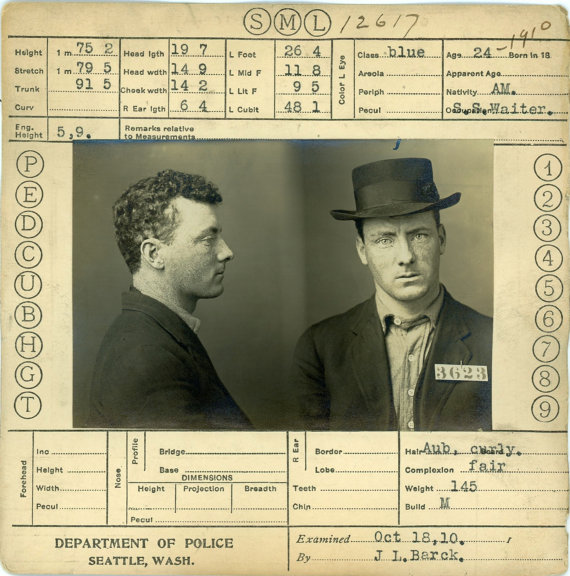 S M L 12617
Height 1 m 75 2 Head lgth 19 7 L Foot 26 4 Color L Eye Class blue Age 24 -1910 Born in 18
Stretch 1 m 79 5 Head wdth 14 9 L Mid F 11 8 Areola Apparent Age
Trunk 91 5 Cheek wdth 14 2 L Lit F 9 5 Periph Nativity AM.
Curv R Ear lgth 6 4 L Cubit 48 1 Pecul S.S.Waiter.
Eng. Height 5,9. Remarks relative to Measurements
P 1
E 2
D 3
C 4
U 5
B 6
H 7
G 8
T 9
3623
Forehead Inc Nose Profile Bridge R Ear Border Hair Aub, curly.
Height Base Lobe Complexion fair
Width DIMENSIONS Teeth Weight 145
Pecul Height Projection Breadth Chin Build M
Pecul
DEPARTMENT OF POLICE Examined Oct 18,10. ,
SEATTLE, WASH. By J L.Barck.